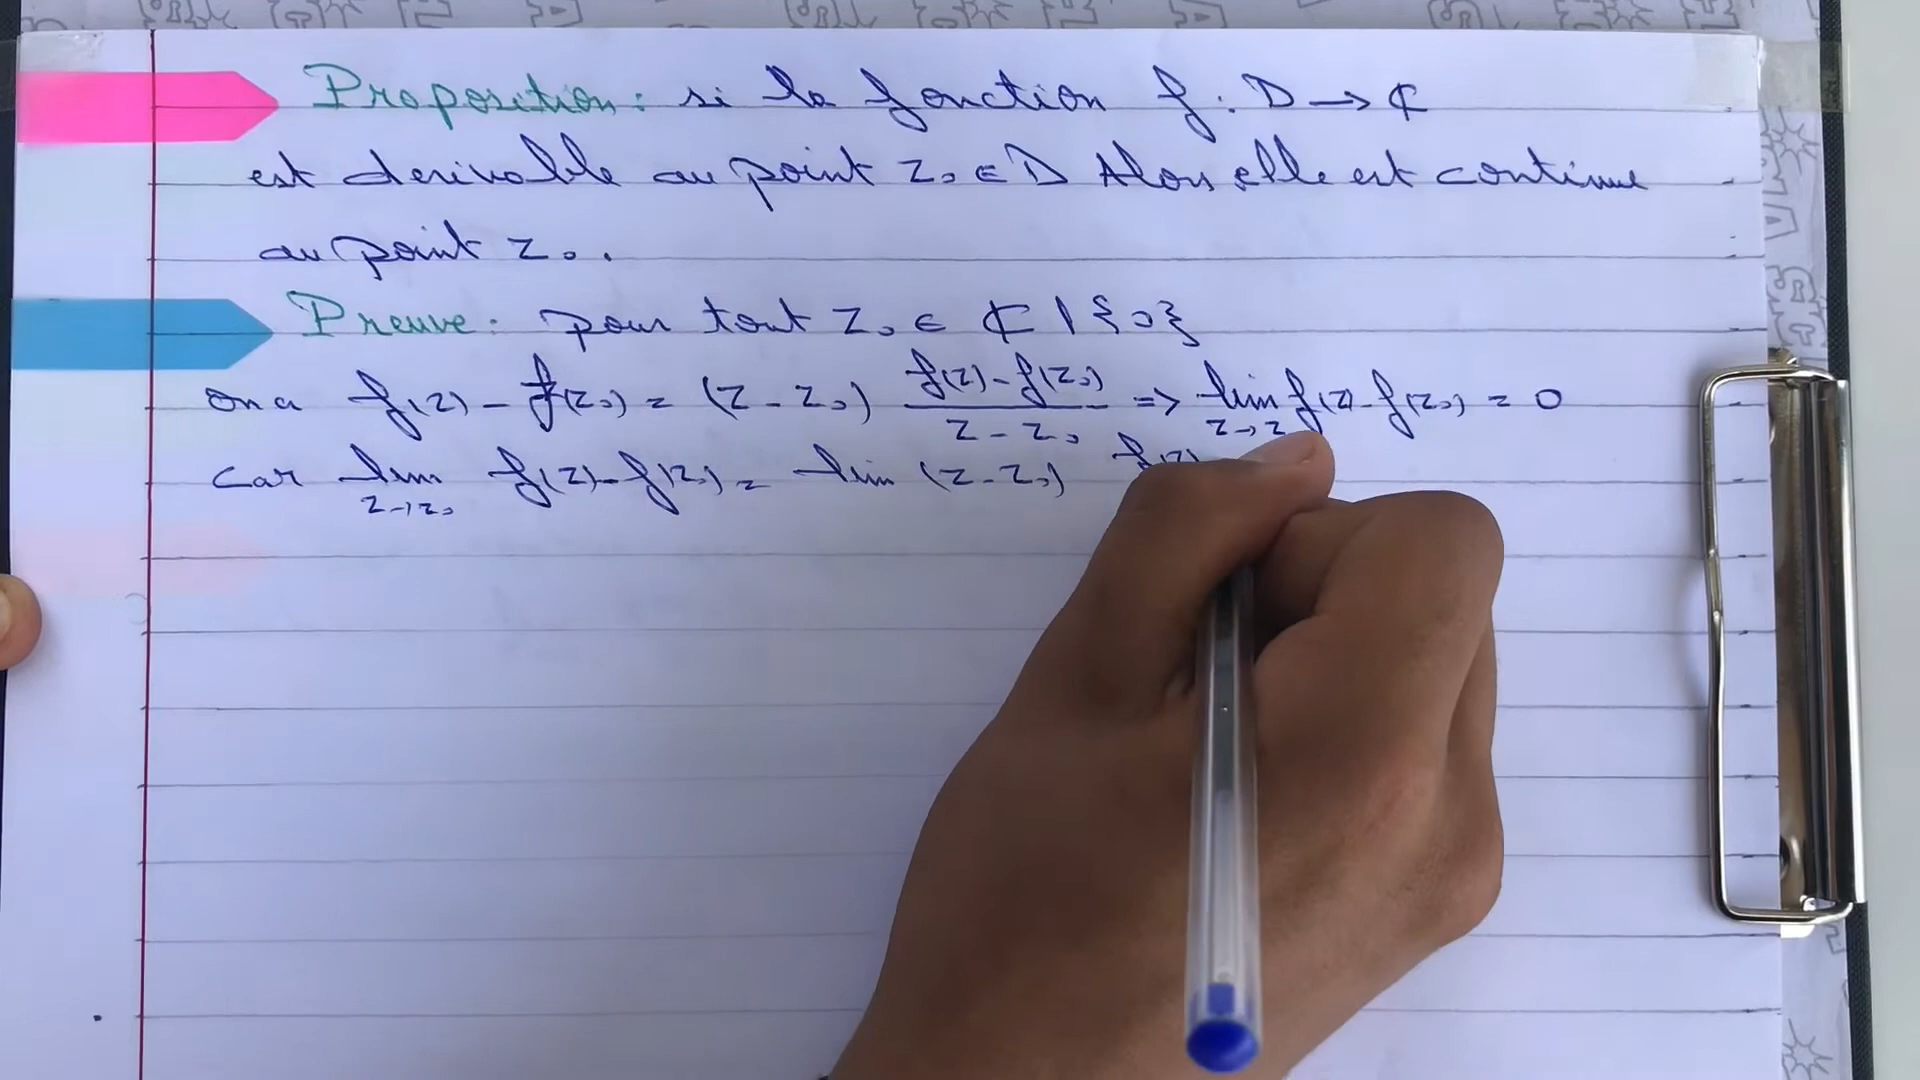 Proposition: si la fonction f: D → ℂ
est derivable au point z₀ ∈ D Alors elle est continue
au point z₀.
Preuve: pour tout z₀ ∈ ℂ \ {0}
on a f(z) - f(z₀) = (z - z₀) \frac{f(z) - f(z₀)}{z - z₀} ⇒ lim_{z→z} f(z) - f(z₀) = 0
car lim_{z→z₀} f(z) - f(z₀) = lim (z - z₀) f(z)